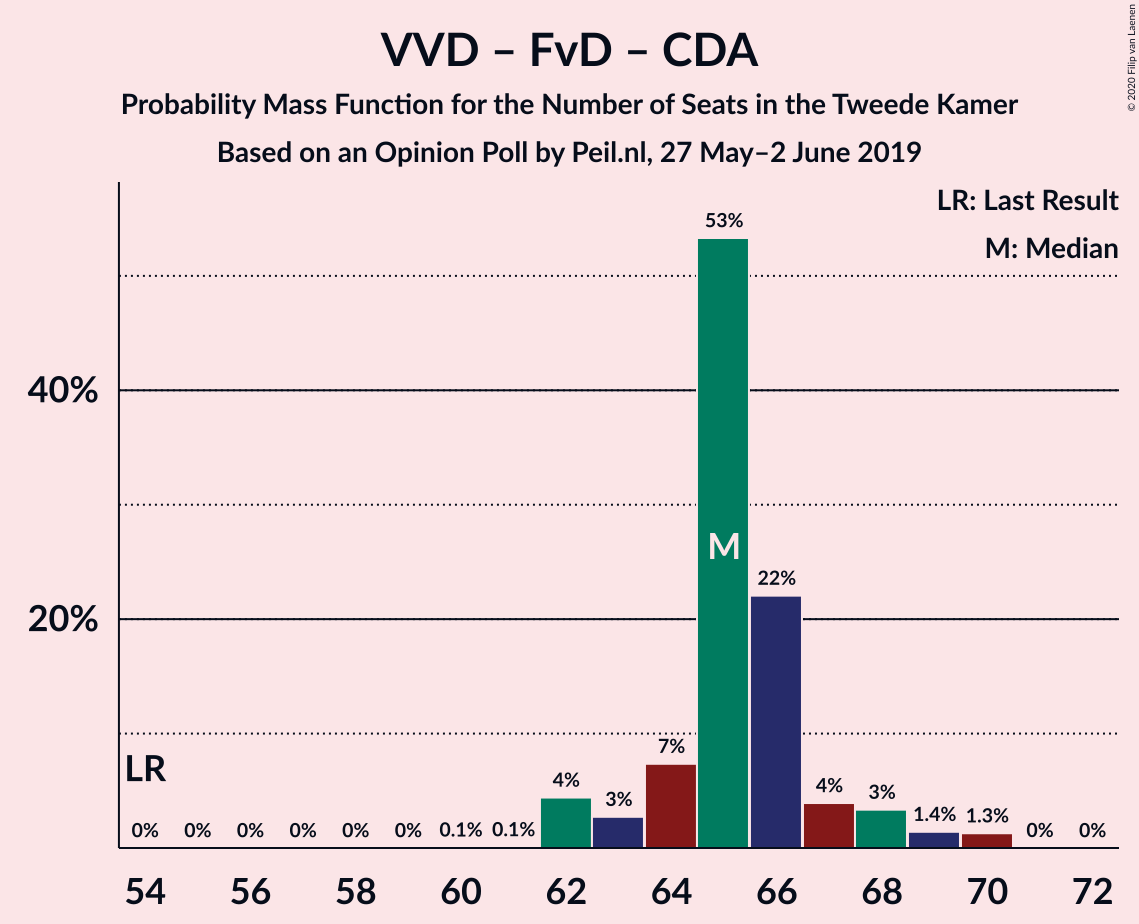 VVD – FvD – CDA
Probability Mass Function for the Number of Seats in the Tweede Kamer
Based on an Opinion Poll by Peil.nl, 27 May–2 June 2019
© 2020 Filip van Laenen
LR: Last Result
M: Median
53%
40%
M
22%
20%
LR
7%
4%
3%
4%
3%
1.4%
1.3%
0%
0%
0%
0%
0%
0%
0.1%
0.1%
0%
0%
54 56 58 60 62 64 66 68 70 72